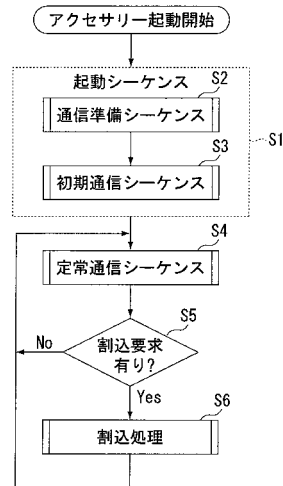 アクセサリー起動開始
起動シーケンス
S2
通信準備シーケンス
S1
S3
初期通信シーケンス
S4
定常通信シーケンス
S5
割込要求
有り?
No
Yes
S6
割込処理